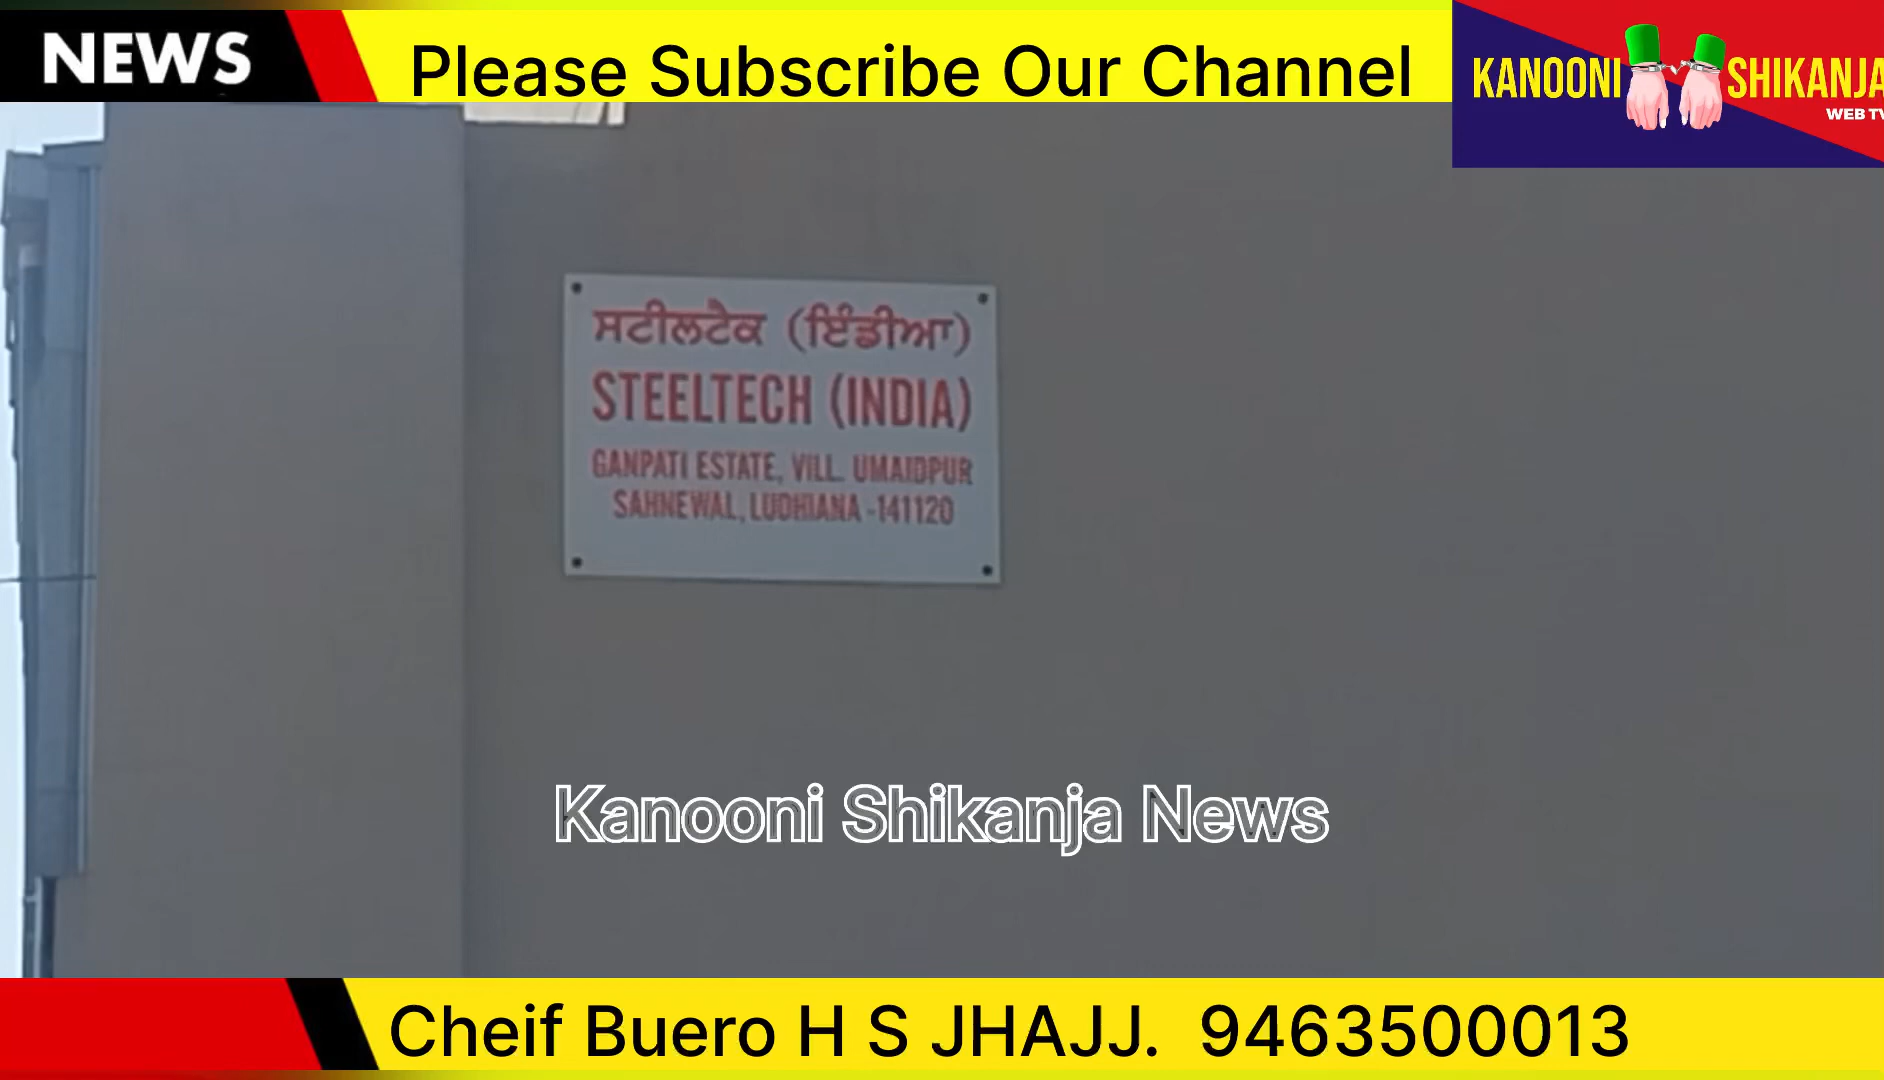 NEWS
Please Subscribe Our Channel
KANOONI SHIKANJA
WEB TV
ਸਟੀਲਟੈਕ (ਇੰਡੀਆ)
STEELTECH (INDIA)
GANPATI ESTATE, VILL. UMAIDPUR
SAHNEWAL, LUDHIANA -141120
Kanooni Shikanja News
Cheif Buero H S JHAJJ. 9463500013